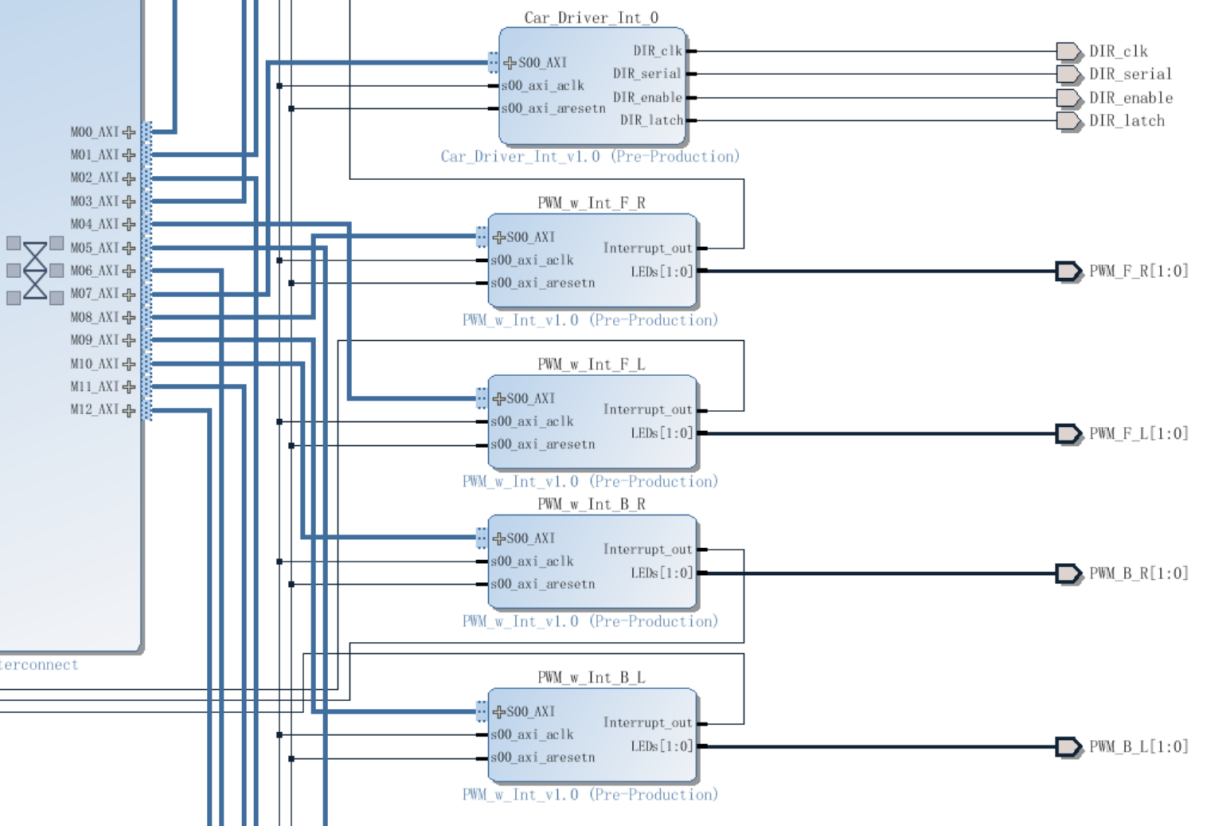 Car_Driver_Int_0
S00_AXI
s00_axi_aclk
s00_axi_aresetn
DIR_clk
DIR_serial
DIR_enable
DIR_latch
DIR_clk
DIR_serial
DIR_enable
DIR_latch
Car_Driver_Int_v1.0 (Pre-Production)
M00_AXI
M01_AXI
M02_AXI
M03_AXI
M04_AXI
M05_AXI
M06_AXI
M07_AXI
M08_AXI
M09_AXI
M10_AXI
M11_AXI
M12_AXI
terconnect
PWM_w_Int_F_R
S00_AXI
s00_axi_aclk
s00_axi_aresetn
Interrupt_out
LEDs[1:0]
PWM_F_R[1:0]
PWM_w_Int_v1.0 (Pre-Production)
PWM_w_Int_F_L
S00_AXI
s00_axi_aclk
s00_axi_aresetn
Interrupt_out
LEDs[1:0]
PWM_F_L[1:0]
PWM_w_Int_v1.0 (Pre-Production)
PWM_w_Int_B_R
S00_AXI
s00_axi_aclk
s00_axi_aresetn
Interrupt_out
LEDs[1:0]
PWM_B_R[1:0]
PWM_w_Int_v1.0 (Pre-Production)
PWM_w_Int_B_L
S00_AXI
s00_axi_aclk
s00_axi_aresetn
Interrupt_out
LEDs[1:0]
PWM_B_L[1:0]
PWM_w_Int_v1.0 (Pre-Production)